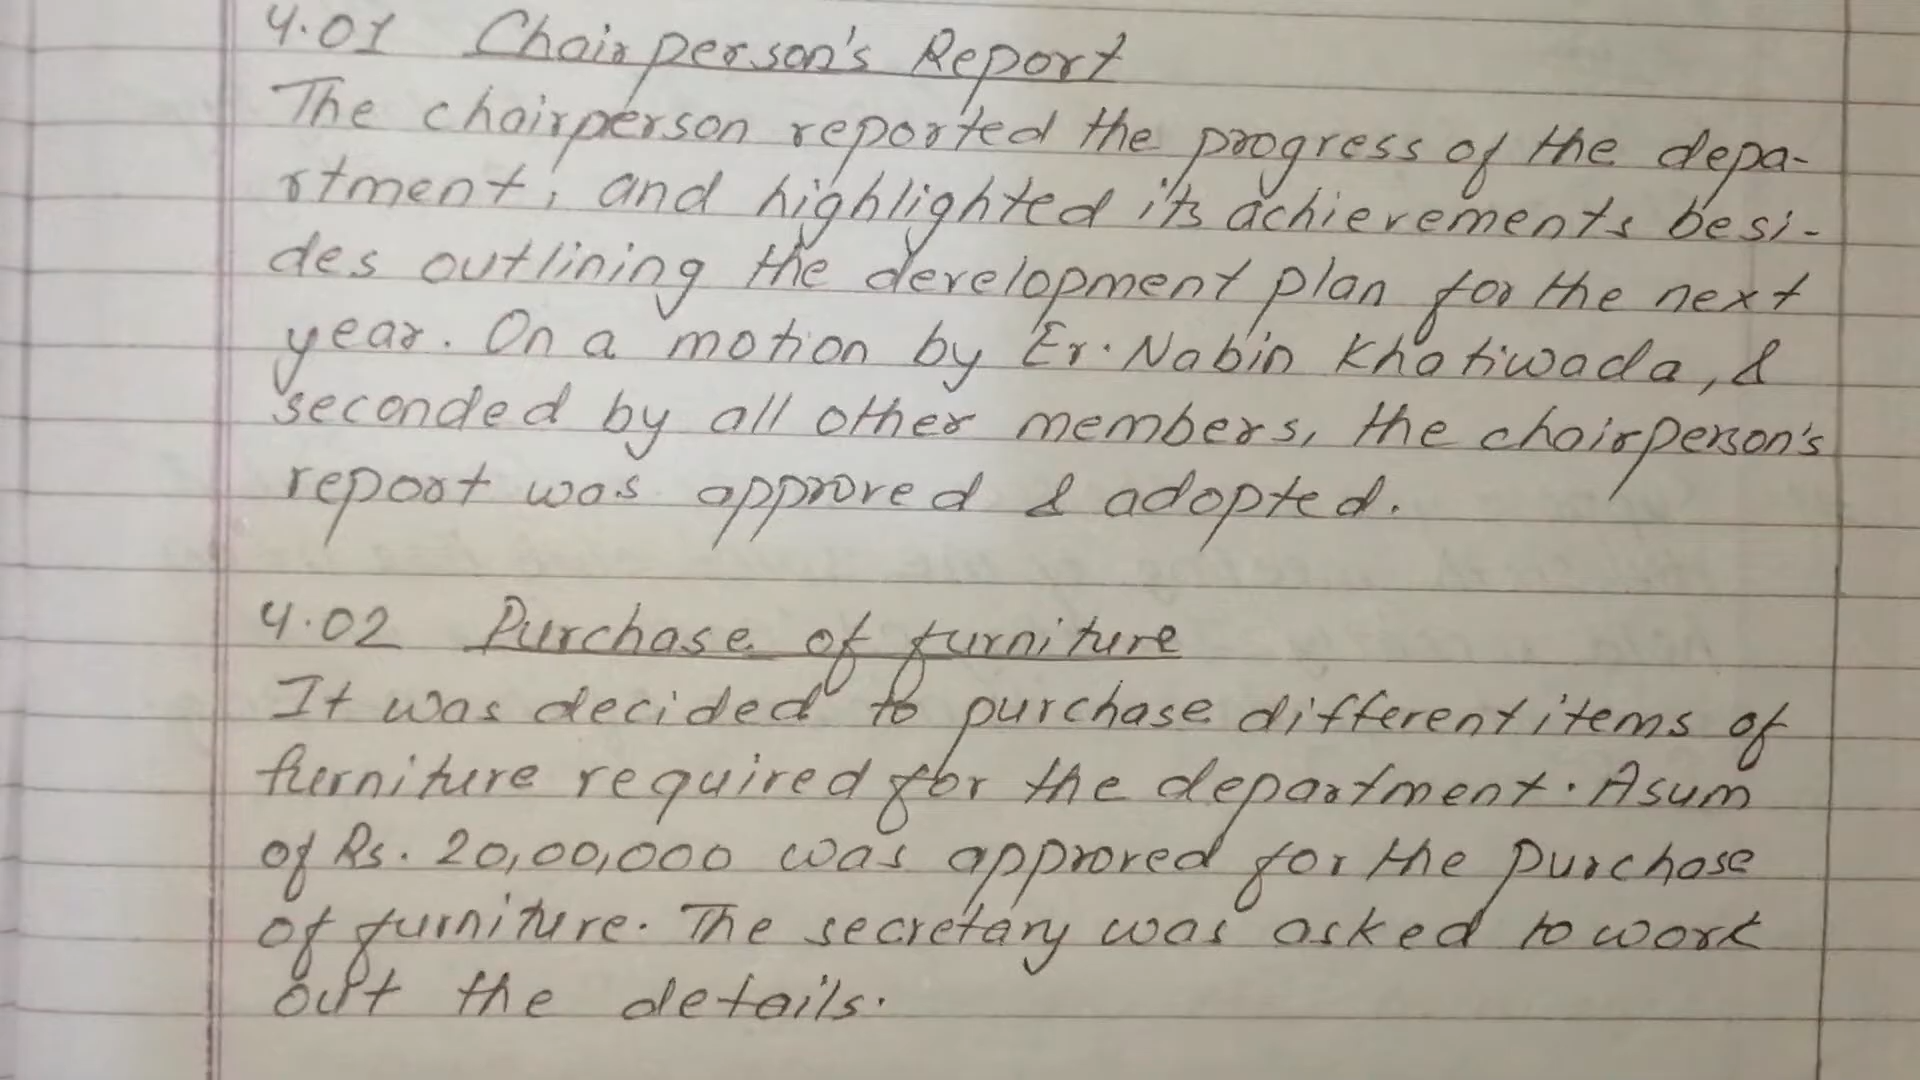 4.01 Chairperson's Report
The chairperson reported the progress of the depa-
rtment, and highlighted its achievements besi-
des outlining the development plan for the next
year. On a motion by Er. Nabin Khatiwada, &
seconded by all other members, the chairperson's
report was approved & adopted.
4.02 Purchase of furniture
It was decided to purchase different items of
furniture required for the department. A sum
of Rs. 20,00,000 was approved for the purchase
of furniture. The secretary was asked to work
out the details.